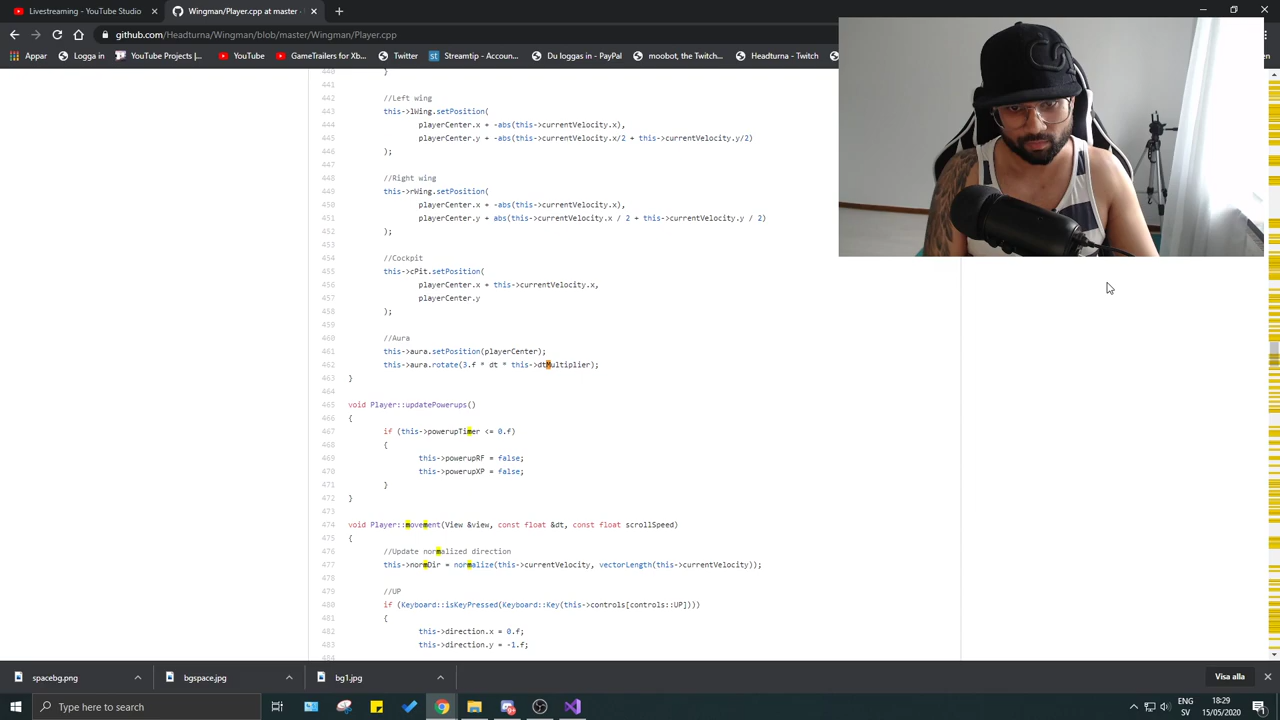 Livestreaming - YouTube
Wingman/Player.cpp at master ·
github.com/Headturna/Wingman/blob/master/Wingman/Player.cpp
Appar
Logga in
YouTube Projects |...
YouTube
GameTrailers for Xb...
Twitter
Streamtip - Account...
Du loggas in - PayPal
moobot, the Twitch...
Headturna - Twitch
440 }
441
442 //Left wing
443 this->lWing.setPosition(
444 playerCenter.x + -abs(this->currentVelocity.x),
445 playerCenter.y + -abs(this->currentVelocity.x/2 + this->currentVelocity.y/2)
446 );
447
448 //Right wing
449 this->rWing.setPosition(
450 playerCenter.x + -abs(this->currentVelocity.x),
451 playerCenter.y + abs(this->currentVelocity.x / 2 + this->currentVelocity.y / 2)
452 );
453
454 //Cockpit
455 this->cPit.setPosition(
456 playerCenter.x + this->currentVelocity.x,
457 playerCenter.y
458 );
459
460 //Aura
461 this->aura.setPosition(playerCenter);
462 this->aura.rotate(3.f * dt * this->dtMultiplier);
463 }
464
465 void Player::updatePowerups()
466 {
467 if (this->powerupTimer <= 0.f)
468 {
469 this->powerupRF = false;
470 this->powerupXP = false;
471 }
472 }
473
474 void Player::movement(View &view, const float &dt, const float scrollSpeed)
475 {
476 //Update normalized direction
477 this->normDir = normalize(this->currentVelocity, vectorLength(this->currentVelocity));
478
479 //UP
480 if (Keyboard::isKeyPressed(Keyboard::Key(this->controls[controls::UP])))
481 {
482 this->direction.x = 0.f;
483 this->direction.y = -1.f;
484
spacebg.png
bgspace.jpg
bg1.jpg
Visa alla
Type here to search
ENG
SV
18:29
15/05/2020